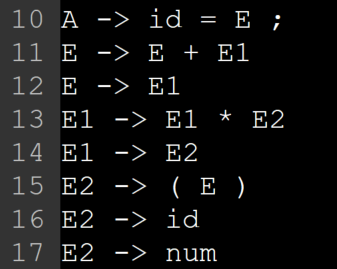 10 A -> id = E ;
11 E -> E + E1
12 E -> E1
13 E1 -> E1 * E2
14 E1 -> E2
15 E2 -> ( E )
16 E2 -> id
17 E2 -> num